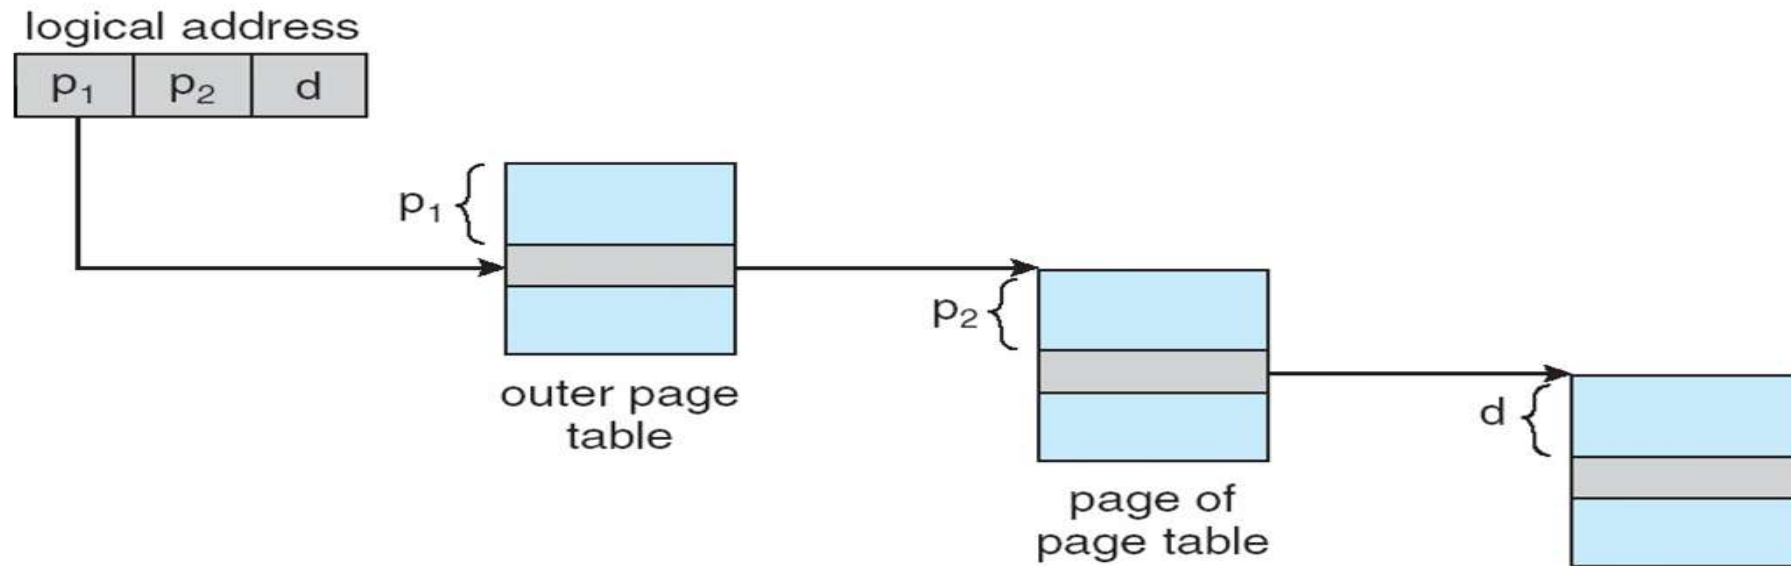 logical address
p₁ p₂ d
p₁
outer page
table
p₂
page of
page table
d